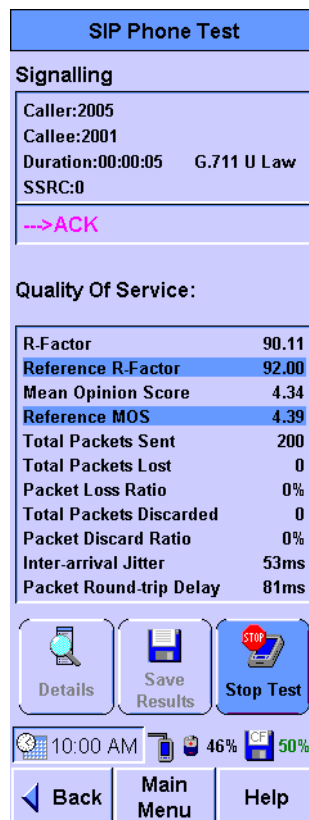 SIP Phone Test
Signalling
Caller:2005
Callee:2001
Duration:00:00:05 G.711 U Law
SSRC:0
--->ACK
Quality Of Service:
R-Factor 90.11
Reference R-Factor 92.00
Mean Opinion Score 4.34
Reference MOS 4.39
Total Packets Sent 200
Total Packets Lost 0
Packet Loss Ratio 0%
Total Packets Discarded 0
Packet Discard Ratio 0%
Inter-arrival Jitter 53ms
Packet Round-trip Delay 81ms
STOP
Details
Save
Results
Stop Test
10:00 AM 46% CF 50%
Back
Main
Menu
Help